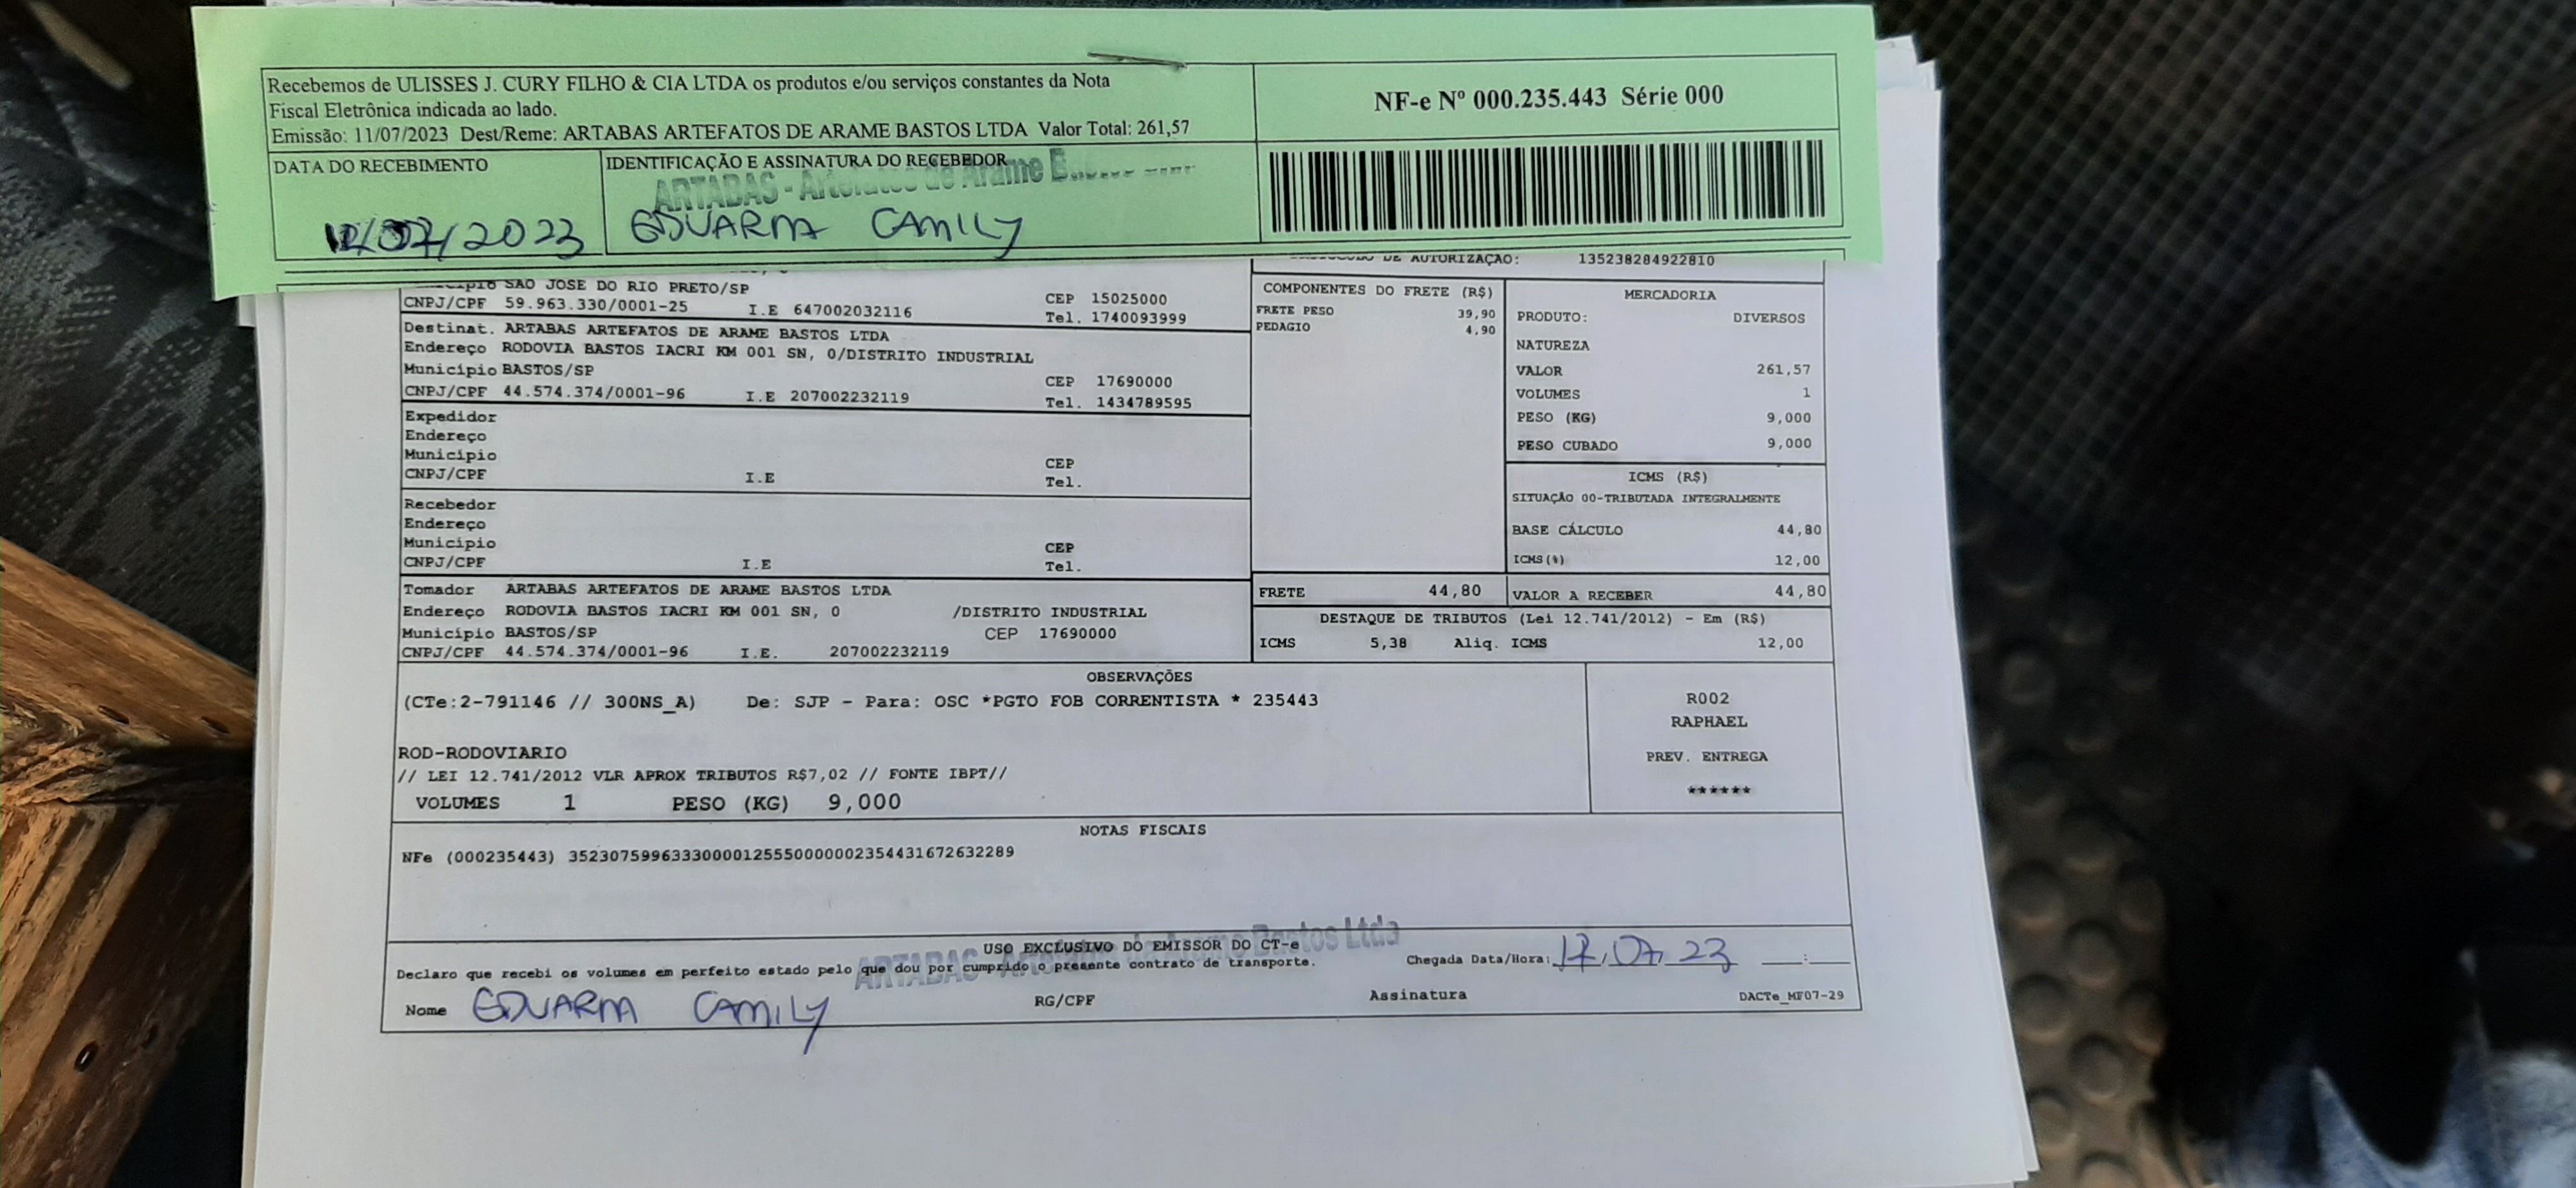 Recebemos de ULISSES J. CURY FILHO & CIA LTDA os produtos e/ou serviços constantes da Nota
Fiscal Eletrônica indicada ao lado.
Emissão: 11/07/2023 Dest/Reme: ARTABAS ARTEFATOS DE ARAME BASTOS LTDA Valor Total: 261,57
NF-e Nº 000.235.443 Série 000
DATA DO RECEBIMENTO
/2023
IDENTIFICAÇÃO E ASSINATURA DO RECEBEDOR
ARTABAS - Artefatos de Arame
EDUARDA CAMILY
DE AUTORIZAÇÃO: 135238284922810
SAO JOSE DO RIO PRETO/SP
CNPJ/CPF 59.963.330/0001-25 I.E 647002032116 CEP 15025000
Tel. 1740093999
Destinat. ARTABAS ARTEFATOS DE ARAME BASTOS LTDA
Endereço RODOVIA BASTOS IACRI KM 001 SN, 0/DISTRITO INDUSTRIAL
Município BASTOS/SP CEP 17690000
CNPJ/CPF 44.574.374/0001-96 I.E 207002232119 Tel. 1434789595
Expedidor
Endereço
Município CEP
CNPJ/CPF I.E Tel.
Recebedor
Endereço
Município CEP
CNPJ/CPF I.E Tel.
Tomador ARTABAS ARTEFATOS DE ARAME BASTOS LTDA
Endereço RODOVIA BASTOS IACRI KM 001 SN, 0 /DISTRITO INDUSTRIAL
Município BASTOS/SP CEP 17690000
CNPJ/CPF 44.574.374/0001-96 I.E. 207002232119
COMPONENTES DO FRETE (R$)
FRETE PESO 39,90
PEDAGIO 4,90
FRETE 44,80
MERCADORIA
PRODUTO: DIVERSOS
NATUREZA
VALOR 261,57
VOLUMES 1
PESO (KG) 9,000
PESO CUBADO 9,000
ICMS (R$)
SITUAÇÃO 00-TRIBUTADA INTEGRALMENTE
BASE CÁLCULO 44,80
ICMS(%) 12,00
VALOR A RECEBER 44,80
DESTAQUE DE TRIBUTOS (Lei 12.741/2012) - Em (R$)
ICMS 5,38 Aliq. ICMS 12,00
OBSERVAÇÕES
(CTe:2-791146 // 300NS_A) De: SJP - Para: OSC *PGTO FOB CORRENTISTA * 235443
ROD-RODOVIARIO
// LEI 12.741/2012 VLR APROX TRIBUTOS R$7,02 // FONTE IBPT//
VOLUMES 1 PESO (KG) 9,000
R002
RAPHAEL
PREV. ENTREGA
******
NOTAS FISCAIS
NFe (000235443) 35230759963330000125550000002354431672632289
USO EXCLUSIVO DO EMISSOR DO CT-e
ARTABAS - Artefatos de Arame Bastos Ltda
Declaro que recebi os volumes em perfeito estado pelo que dou por cumprido o presente contrato de transporte.
Chegada Data/Hora: 17.07.23 __:__
Nome EDUARDA CAMILY RG/CPF Assinatura DACTe_MF07-29